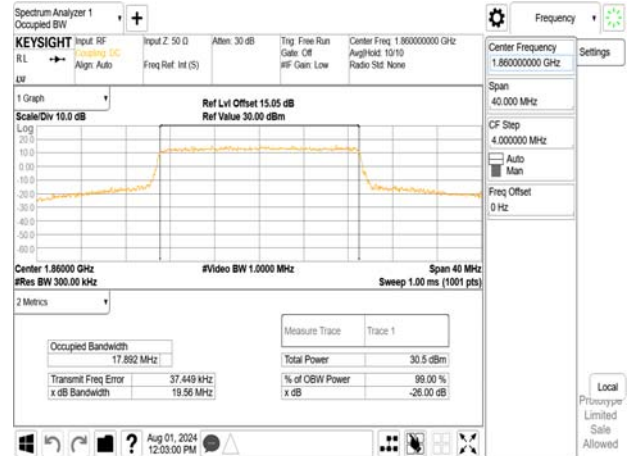 Spectrum Analyzer 1
Occupied BW
Frequency
KEYSIGHT
Input: RF
Coupling: DC
Align: Auto
RL
LXI
Input Z: 50 Ω
Freq Ref: Int (S)
Atten: 30 dB
Trig: Free Run
Gate: Off
#IF Gain: Low
Center Freq: 1.860000000 GHz
Avg|Hold: 10/10
Radio Std: None
Center Frequency
1.860000000 GHz
Settings
Span
40.000 MHz
CF Step
4.000000 MHz
Auto
Man
Freq Offset
0 Hz
1 Graph
Scale/Div 10.0 dB
Ref Lvl Offset 15.05 dB
Ref Value 30.00 dBm
Log
20.0
10.0
0.00
-10.0
-20.0
-30.0
-40.0
-50.0
-60.0
Center 1.86000 GHz
#Res BW 300.00 kHz
#Video BW 1.0000 MHz
Span 40 MHz
Sweep 1.00 ms (1001 pts)
2 Metrics
Measure Trace Trace 1
Occupied Bandwidth
17.892 MHz
Total Power 30.5 dBm
Transmit Freq Error 37.449 kHz
% of OBW Power 99.00 %
x dB Bandwidth 19.56 MHz
x dB -26.00 dB
Local
Prototype
Limited
Sale
Allowed
Aug 01, 2024
12:03:00 PM